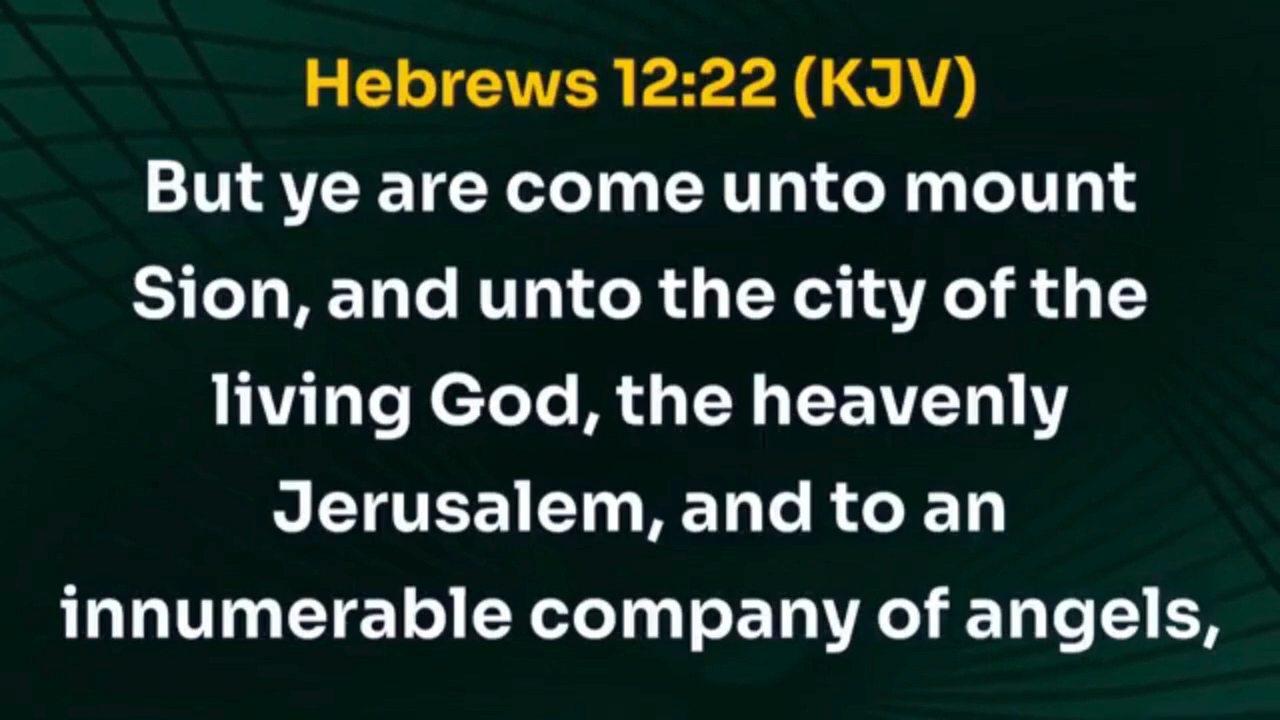 Hebrews 12:22 (KJV)
But ye are come unto mount
Sion, and unto the city of the
living God, the heavenly
Jerusalem, and to an
innumerable company of angels,